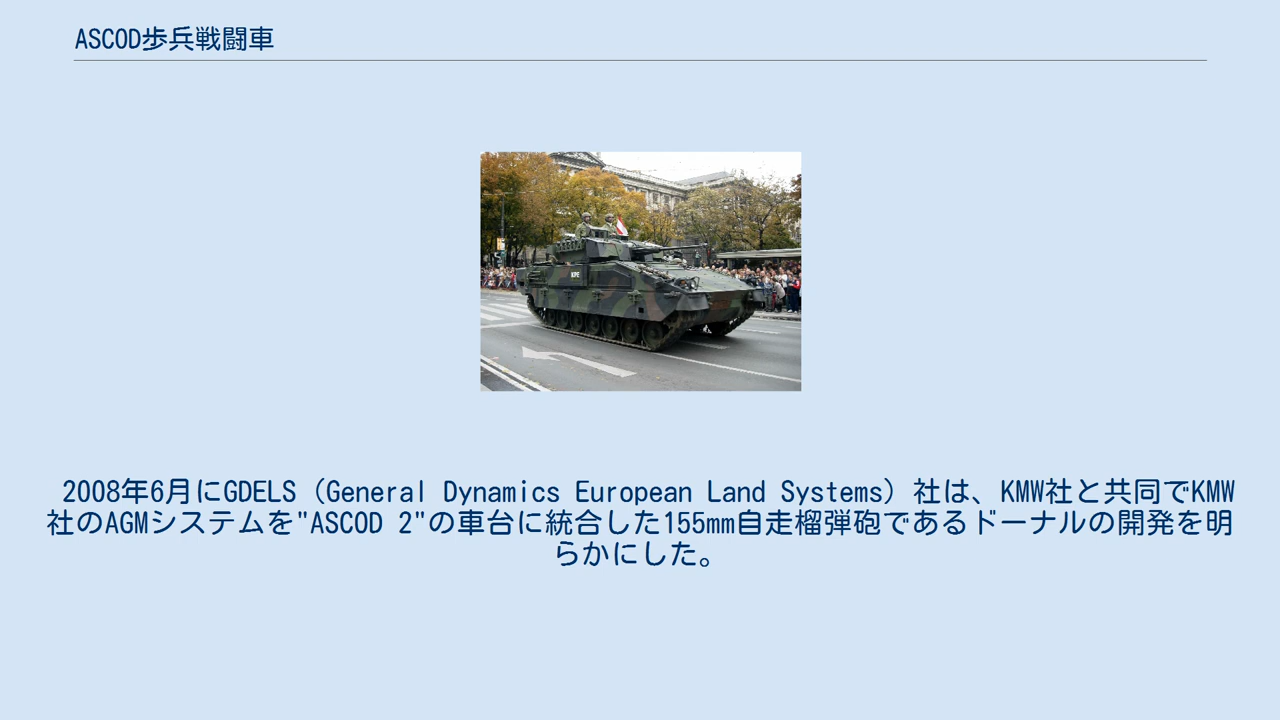 ASCOD歩兵戦闘車
2008年6月にGDELS（General Dynamics European Land Systems）社は、KMW社と共同でKMW
社のAGMシステムを"ASCOD 2"の車台に統合した155mm自走榴弾砲であるドーナルの開発を明
らかにした。